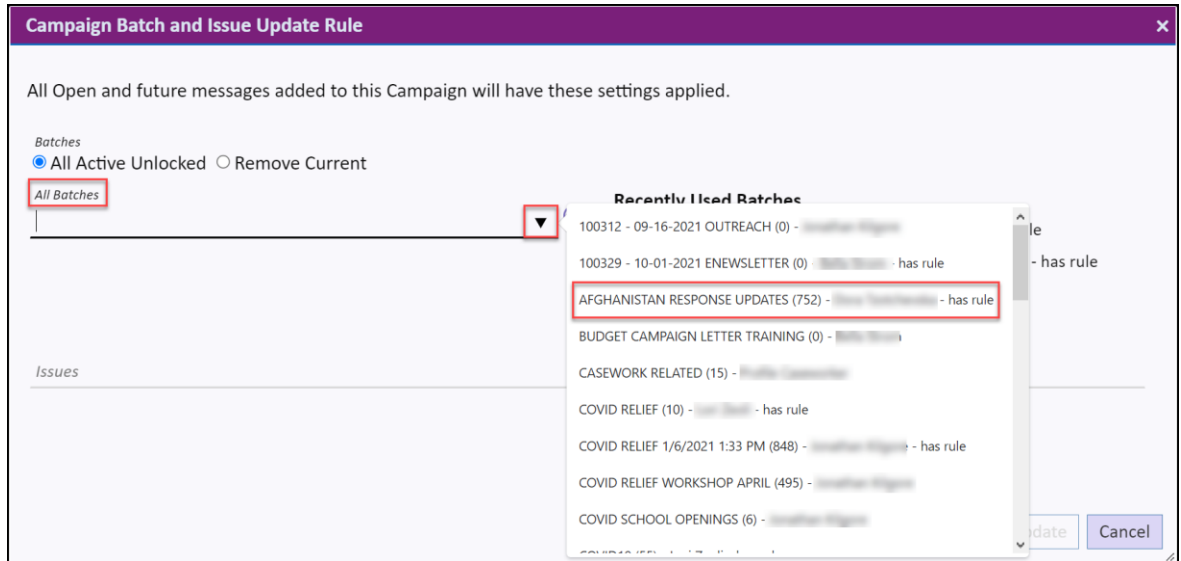 Campaign Batch and Issue Update Rule ×
All Open and future messages added to this Campaign will have these settings applied.
Batches
All Active Unlocked Remove Current
All Batches
Recently Used Batches
100312 - 09-16-2021 OUTREACH (0) -
100329 - 10-01-2021 ENEWSLETTER (0) - has rule
- has rule
AFGHANISTAN RESPONSE UPDATES (752) - - has rule
BUDGET CAMPAIGN LETTER TRAINING (0) -
Issues
CASEWORK RELATED (15) -
COVID RELIEF (10) - - has rule
COVID RELIEF 1/6/2021 1:33 PM (848) - - has rule
COVID RELIEF WORKSHOP APRIL (495) -
COVID SCHOOL OPENINGS (6) -
Cancel